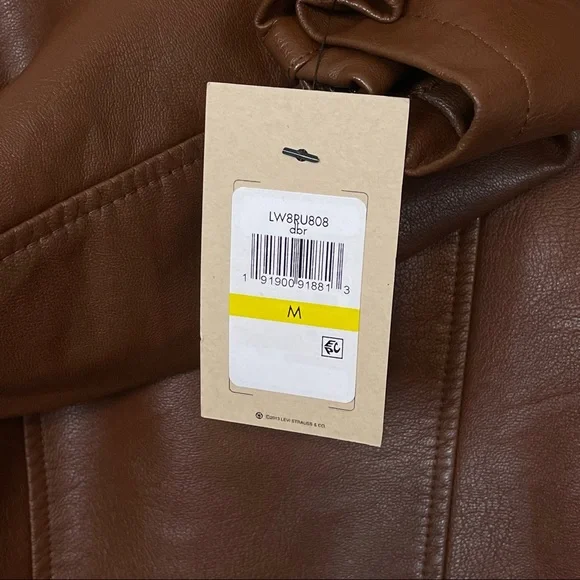 LW8RU808
dbr
1 91900 91881 3
M
©2015 LEVI STRAUSS & CO.